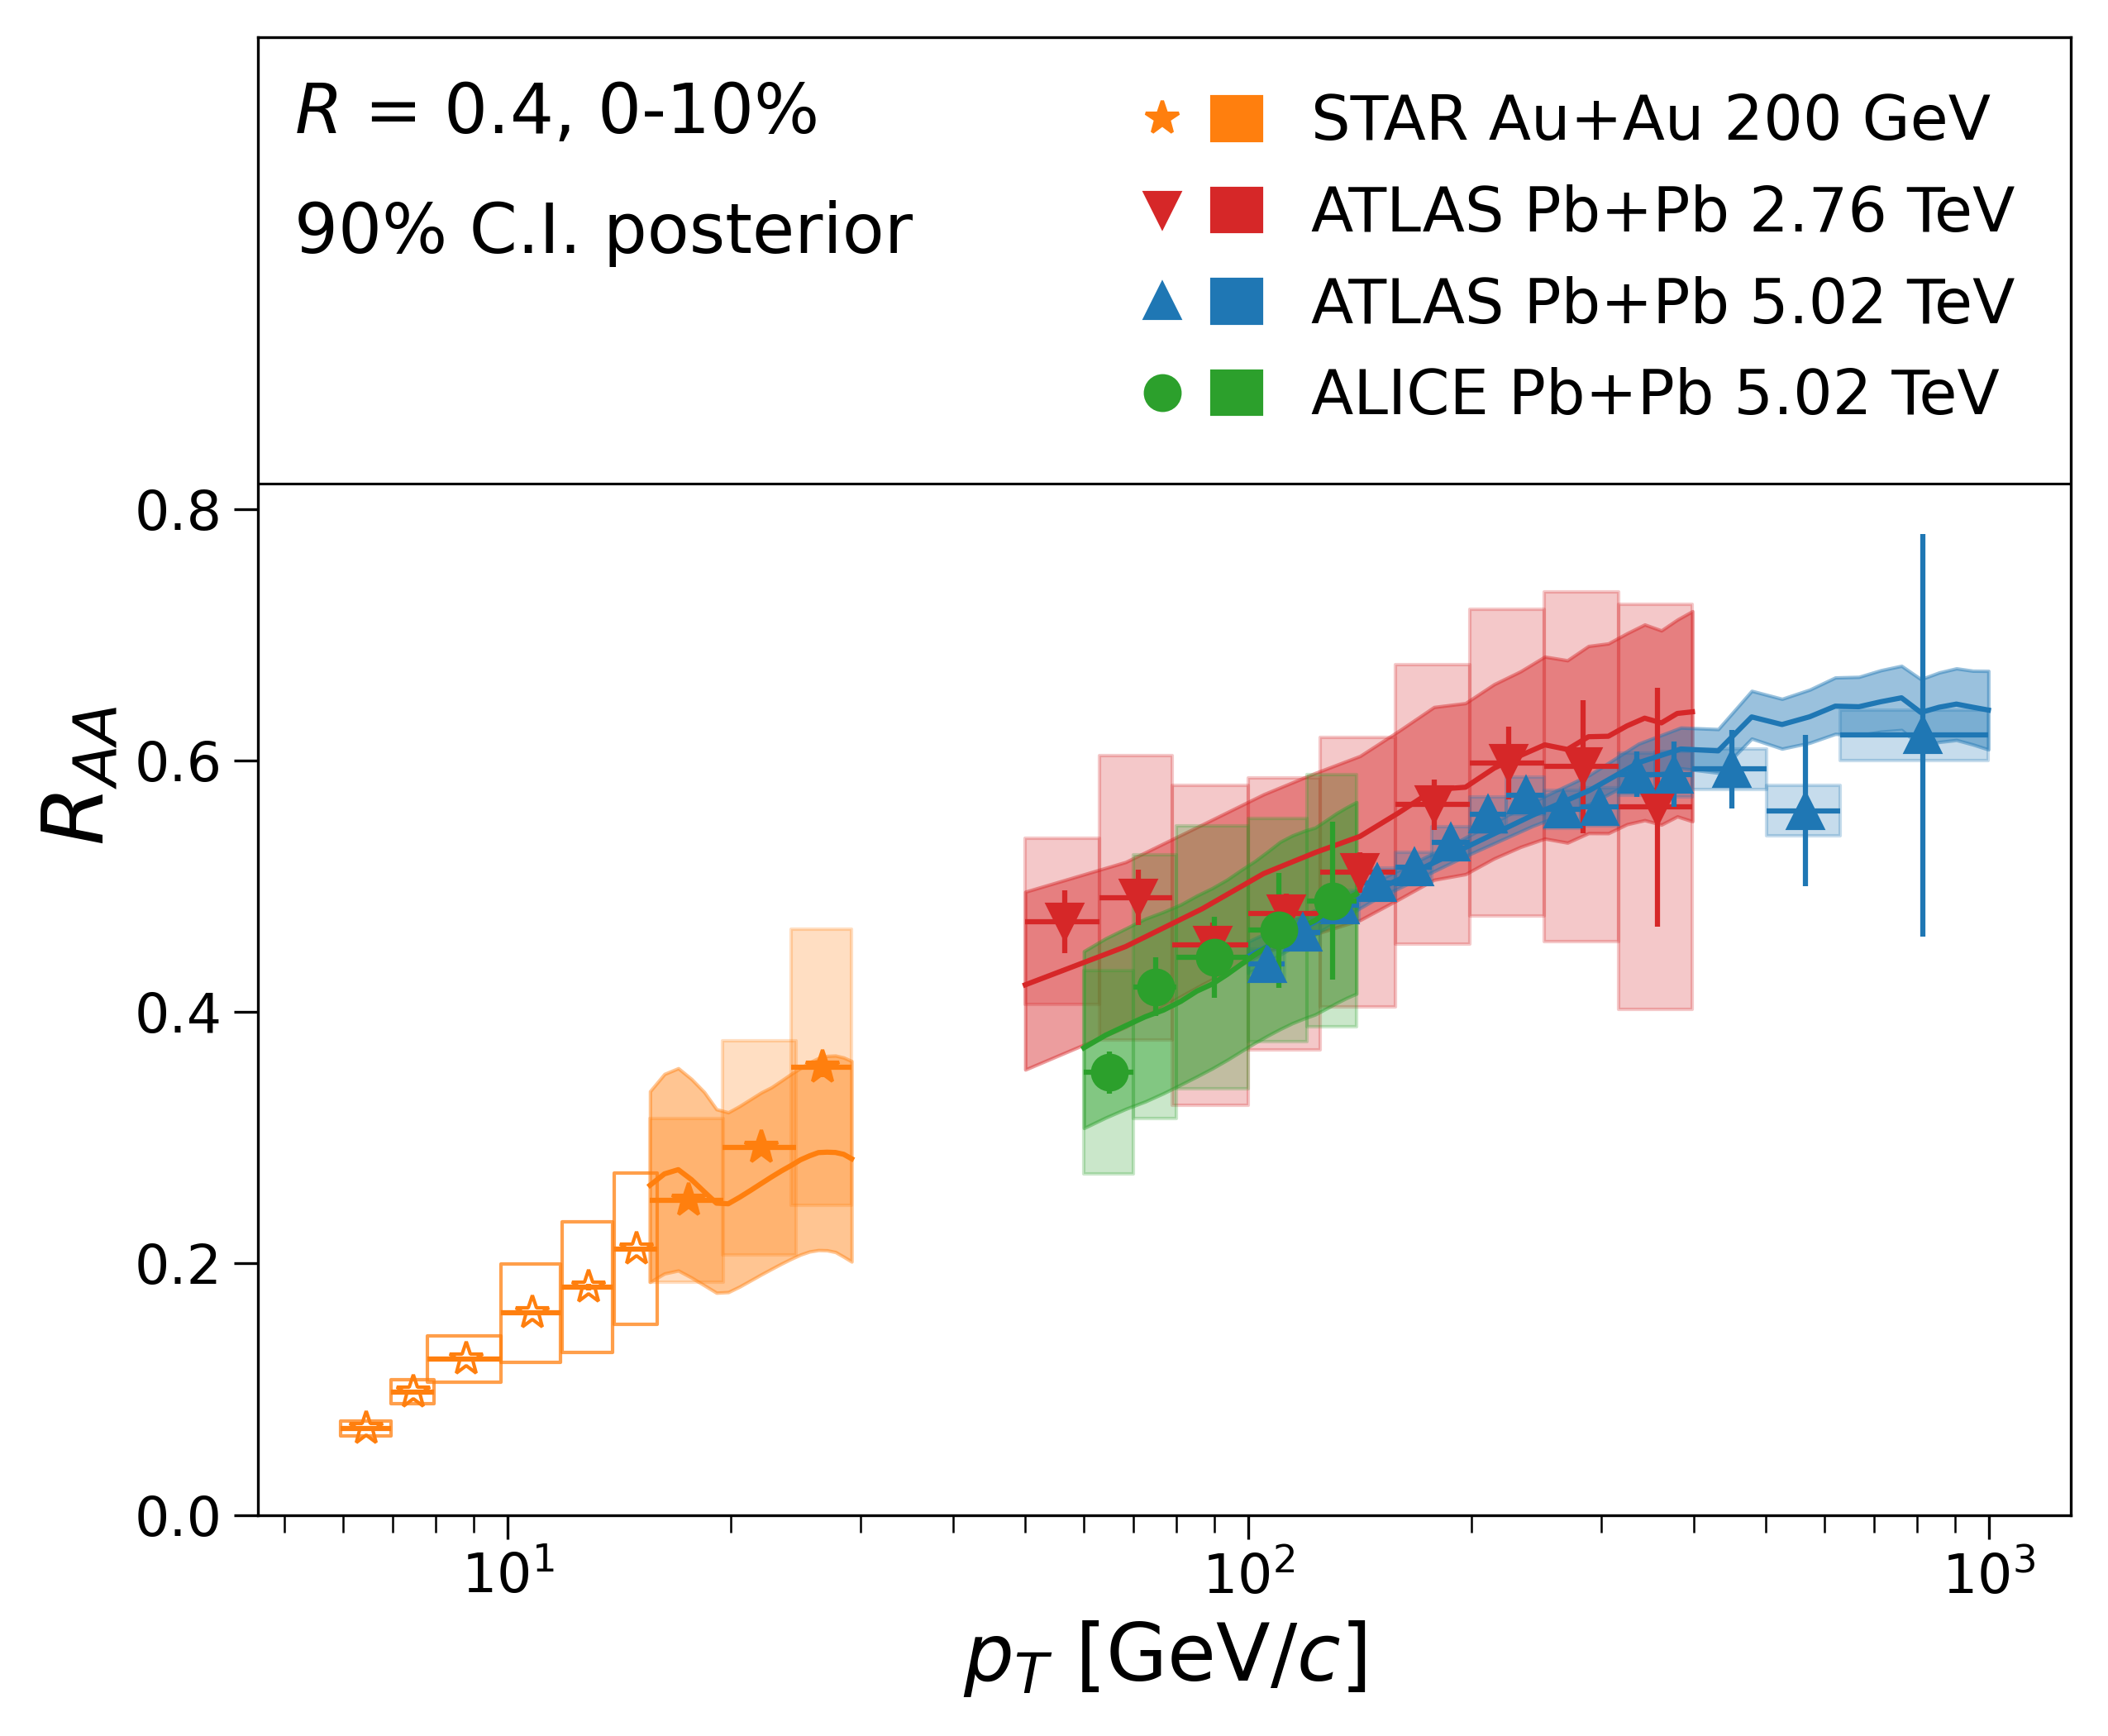 R = 0.4, 0-10%
90% C.I. posterior
STAR Au+Au 200 GeV
ATLAS Pb+Pb 2.76 TeV
ATLAS Pb+Pb 5.02 TeV
ALICE Pb+Pb 5.02 TeV
0.8
0.6
0.4
0.2
0.0
R_{AA}
10^1 10^2 10^3
p_T [GeV/c]